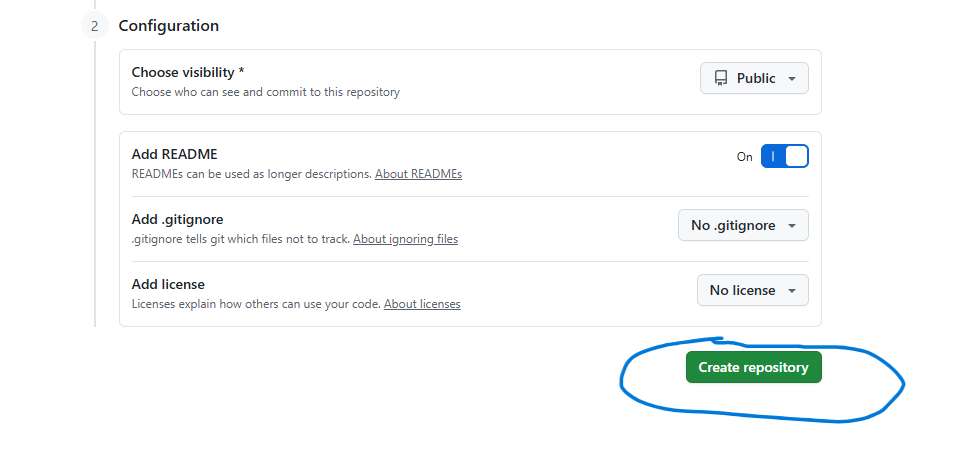 2 Configuration
Choose visibility *
Choose who can see and commit to this repository
Public
Add README
READMEs can be used as longer descriptions. About READMEs
On
Add .gitignore
.gitignore tells git which files not to track. About ignoring files
No .gitignore
Add license
Licenses explain how others can use your code. About licenses
No license
Create repository